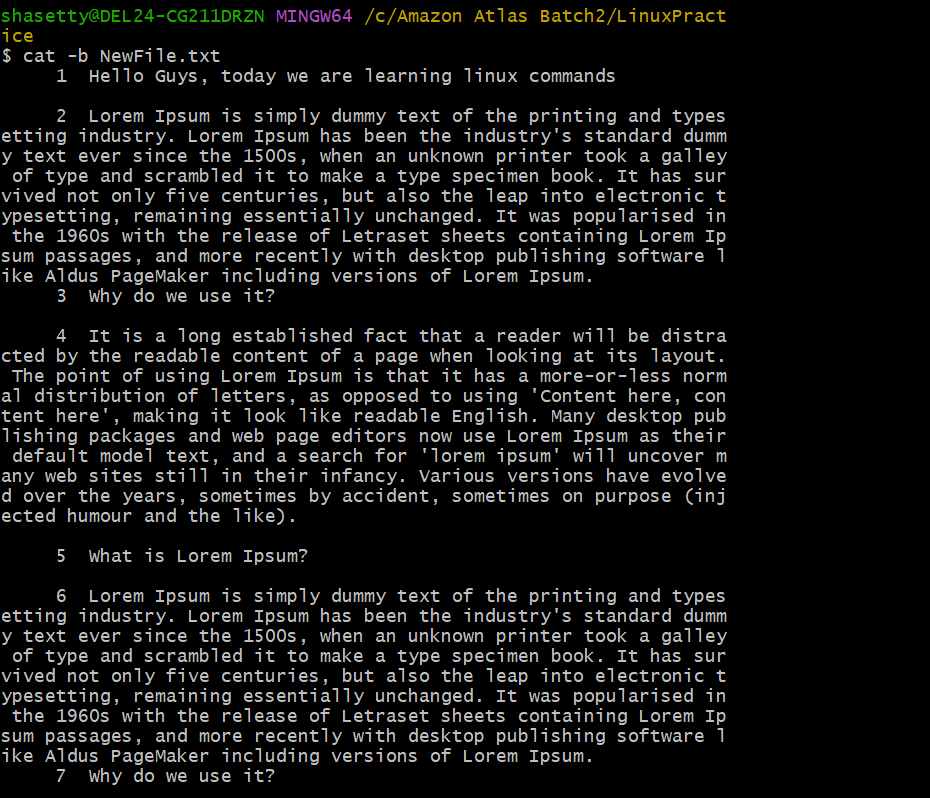 shasetty@DEL24-CG211DRZN MINGW64 /c/Amazon Atlas Batch2/LinuxPract
ice
$ cat -b NewFile.txt
     1  Hello Guys, today we are learning linux commands

     2  Lorem Ipsum is simply dummy text of the printing and types
etting industry. Lorem Ipsum has been the industry's standard dumm
y text ever since the 1500s, when an unknown printer took a galley
 of type and scrambled it to make a type specimen book. It has sur
vived not only five centuries, but also the leap into electronic t
ypesetting, remaining essentially unchanged. It was popularised in
 the 1960s with the release of Letraset sheets containing Lorem Ip
sum passages, and more recently with desktop publishing software l
ike Aldus PageMaker including versions of Lorem Ipsum.
     3  Why do we use it?

     4  It is a long established fact that a reader will be distra
cted by the readable content of a page when looking at its layout.
 The point of using Lorem Ipsum is that it has a more-or-less norm
al distribution of letters, as opposed to using 'Content here, con
tent here', making it look like readable English. Many desktop pub
lishing packages and web page editors now use Lorem Ipsum as their
 default model text, and a search for 'lorem ipsum' will uncover m
any web sites still in their infancy. Various versions have evolve
d over the years, sometimes by accident, sometimes on purpose (inj
ected humour and the like).

     5  What is Lorem Ipsum?

     6  Lorem Ipsum is simply dummy text of the printing and types
etting industry. Lorem Ipsum has been the industry's standard dumm
y text ever since the 1500s, when an unknown printer took a galley
 of type and scrambled it to make a type specimen book. It has sur
vived not only five centuries, but also the leap into electronic t
ypesetting, remaining essentially unchanged. It was popularised in
 the 1960s with the release of Letraset sheets containing Lorem Ip
sum passages, and more recently with desktop publishing software l
ike Aldus PageMaker including versions of Lorem Ipsum.
     7  Why do we use it?